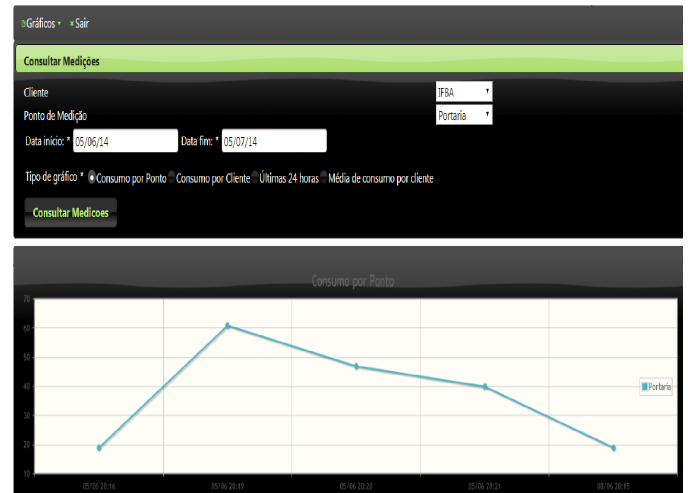 Gráficos Sair
Consultar Medições
Cliente IFBA
Ponto de Medição Portaria
Data início: * 05/06/14 Data fim: * 05/07/14
Tipo de gráfico * Consumo por Ponto Consumo por Cliente Últimas 24 horas Média de consumo por cliente
Consultar Medicoes
Consumo por Ponto
70
60
50
40
Portaria
30
20
10
05/06 20:16 05/06 20:19 05/06 20:20 05/06 20:21 08/06 20:15